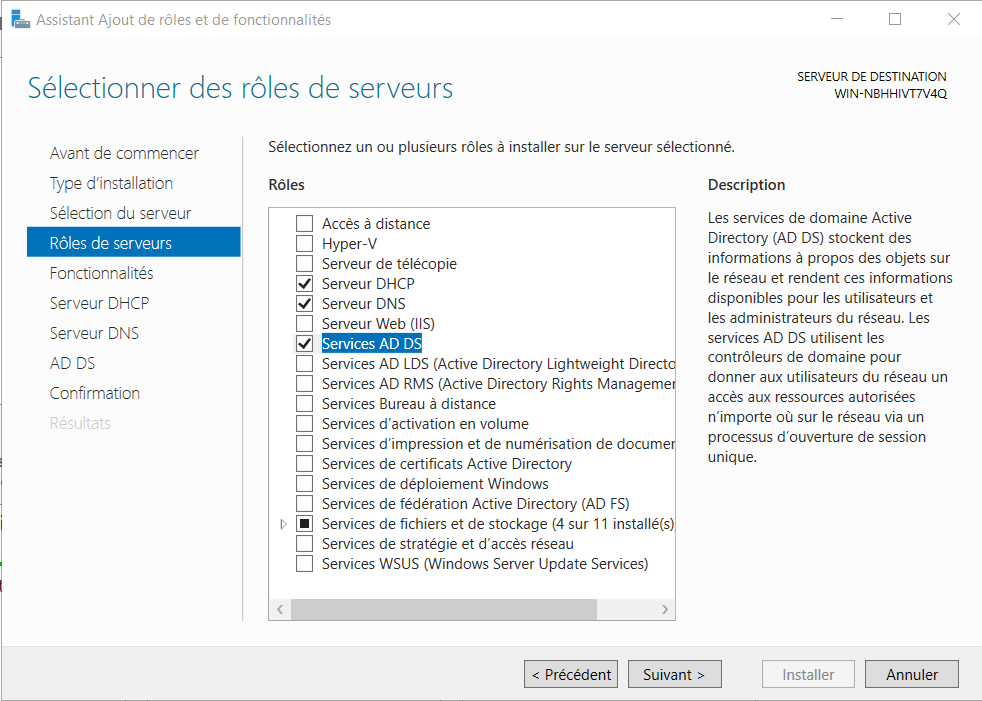 Assistant Ajout de rôles et de fonctionnalités
Sélectionner des rôles de serveurs
SERVEUR DE DESTINATION
WIN-NBHHIVT7V4Q
Avant de commencer
Type d'installation
Sélection du serveur
Rôles de serveurs
Fonctionnalités
Serveur DHCP
Serveur DNS
AD DS
Confirmation
Résultats
Sélectionnez un ou plusieurs rôles à installer sur le serveur sélectionné.
Rôles
Accès à distance
Hyper-V
Serveur de télécopie
Serveur DHCP
Serveur DNS
Serveur Web (IIS)
Services AD DS
Services AD LDS (Active Directory Lightweight Directo
Services AD RMS (Active Directory Rights Managemer
Services Bureau à distance
Services d'activation en volume
Services d'impression et de numérisation de documer
Services de certificats Active Directory
Services de déploiement Windows
Services de fédération Active Directory (AD FS)
Services de fichiers et de stockage (4 sur 11 installé(s)
Services de stratégie et d'accès réseau
Services WSUS (Windows Server Update Services)
Description
Les services de domaine Active
Directory (AD DS) stockent des
informations à propos des objets sur
le réseau et rendent ces informations
disponibles pour les utilisateurs et
les administrateurs du réseau. Les
services AD DS utilisent les
contrôleurs de domaine pour
donner aux utilisateurs du réseau un
accès aux ressources autorisées
n'importe où sur le réseau via un
processus d'ouverture de session
unique.
< Précédent
Suivant >
Installer
Annuler